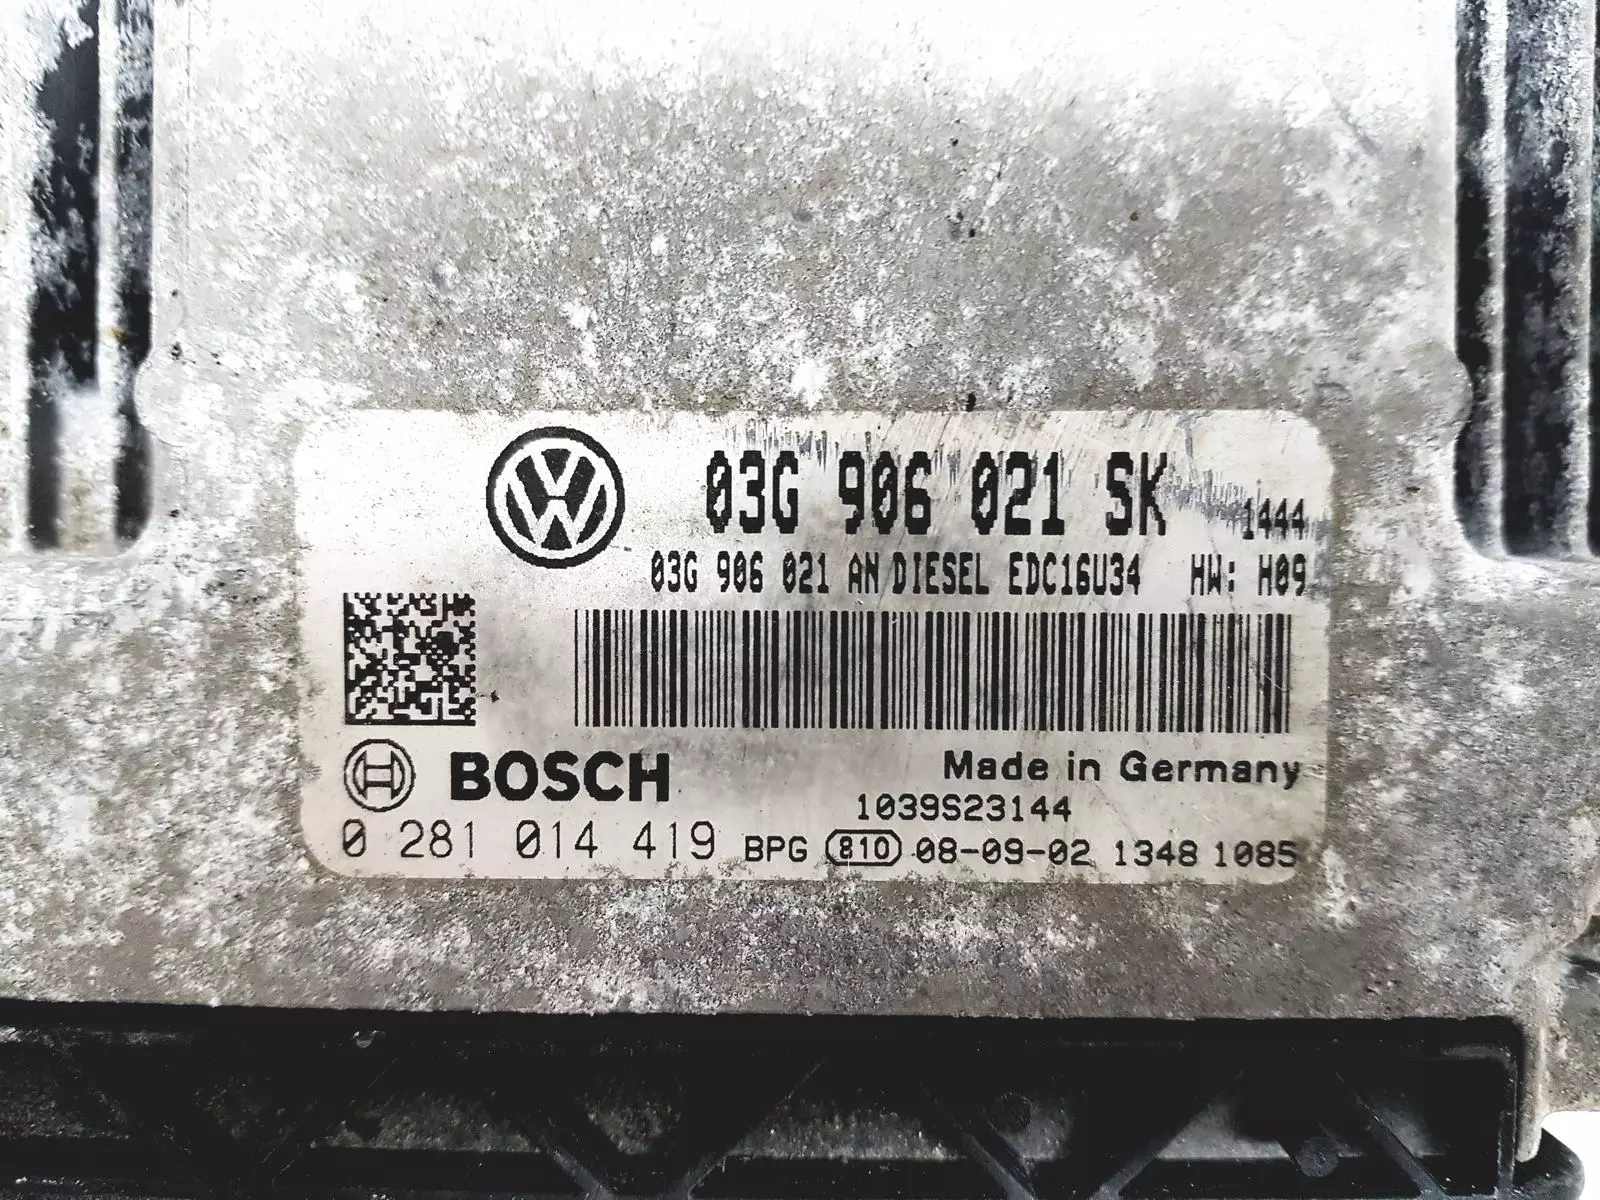 03G 906 021 SK 1444
03G 906 021 AN DIESEL EDC16U34 HW: H09
BOSCH
Made in Germany
1039S23144
0 281 014 419 BPG 810 08-09-02 1348 1085